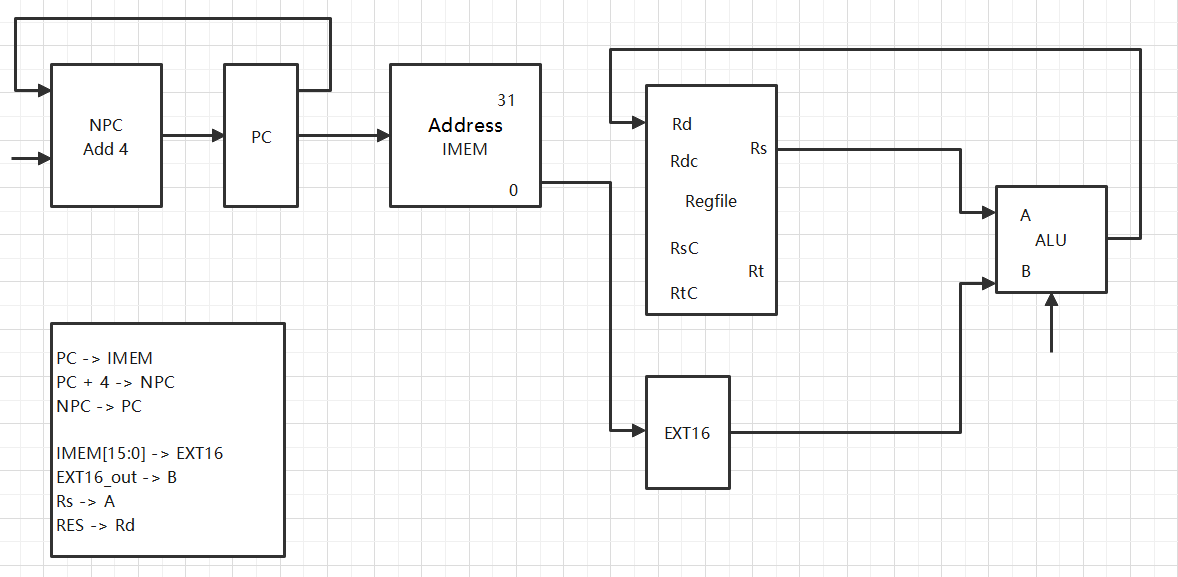 NPC
Add 4
PC
31
Address
IMEM
0
Rd
Rdc
Rs
Regfile
RsC
Rt
RtC
A
ALU
B
EXT16
PC -> IMEM
PC + 4 -> NPC
NPC -> PC
IMEM[15:0] -> EXT16
EXT16_out -> B
Rs -> A
RES -> Rd